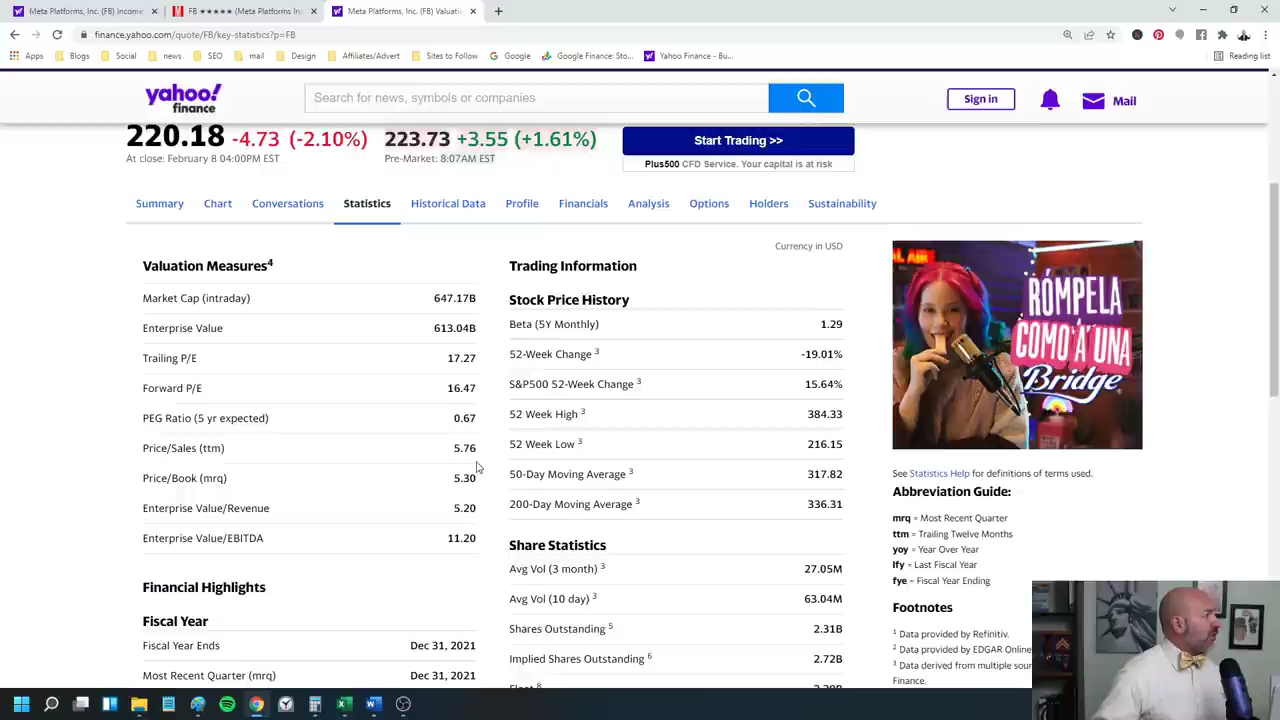 Meta Platforms, Inc. (FB) Income
FB ★★★★★ Meta Platforms Inc
Meta Platforms, Inc. (FB) Valuati
finance.yahoo.com/quote/FB/key-statistics?p=FB
Apps Blogs Social news SEO mail Design Affiliates/Advert Sites to Follow Google Google Finance: Sto... Yahoo Finance - Bu... Reading list
yahoo!
finance
Search for news, symbols or companies
Sign in
Mail
220.18 -4.73 (-2.10%)
At close: February 8 04:00PM EST
223.73 +3.55 (+1.61%)
Pre-Market: 8:07AM EST
Start Trading >>
Plus500 CFD Service. Your capital is at risk
Summary Chart Conversations Statistics Historical Data Profile Financials Analysis Options Holders Sustainability
Currency in USD
Valuation Measures4
Market Cap (intraday) 647.17B
Enterprise Value 613.04B
Trailing P/E 17.27
Forward P/E 16.47
PEG Ratio (5 yr expected) 0.67
Price/Sales (ttm) 5.76
Price/Book (mrq) 5.30
Enterprise Value/Revenue 5.20
Enterprise Value/EBITDA 11.20
Financial Highlights
Fiscal Year
Fiscal Year Ends Dec 31, 2021
Most Recent Quarter (mrq) Dec 31, 2021
Trading Information
Stock Price History
Beta (5Y Monthly) 1.29
52-Week Change 3 -19.01%
S&P500 52-Week Change 3 15.64%
52 Week High 3 384.33
52 Week Low 3 216.15
50-Day Moving Average 3 317.82
200-Day Moving Average 3 336.31
Share Statistics
Avg Vol (3 month) 3 27.05M
Avg Vol (10 day) 3 63.04M
Shares Outstanding 5 2.31B
Implied Shares Outstanding 6 2.72B
RÓMPELA
COMO A UNA
Bridge
See Statistics Help for definitions of terms used.
Abbreviation Guide:
mrq = Most Recent Quarter
ttm = Trailing Twelve Months
yoy = Year Over Year
lfy = Last Fiscal Year
fye = Fiscal Year Ending
Footnotes
1 Data provided by Refinitiv.
2 Data provided by EDGAR Online
3 Data derived from multiple sour
Finance.